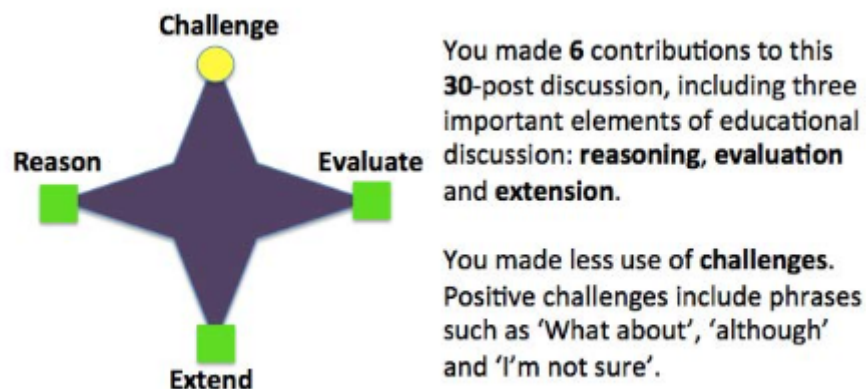 Challenge
Reason
Evaluate
Extend
You made 6 contributions to this
30-post discussion, including three
important elements of educational
discussion: reasoning, evaluation
and extension.
You made less use of challenges.
Positive challenges include phrases
such as ‘What about’, ‘although’
and ‘I’m not sure’.